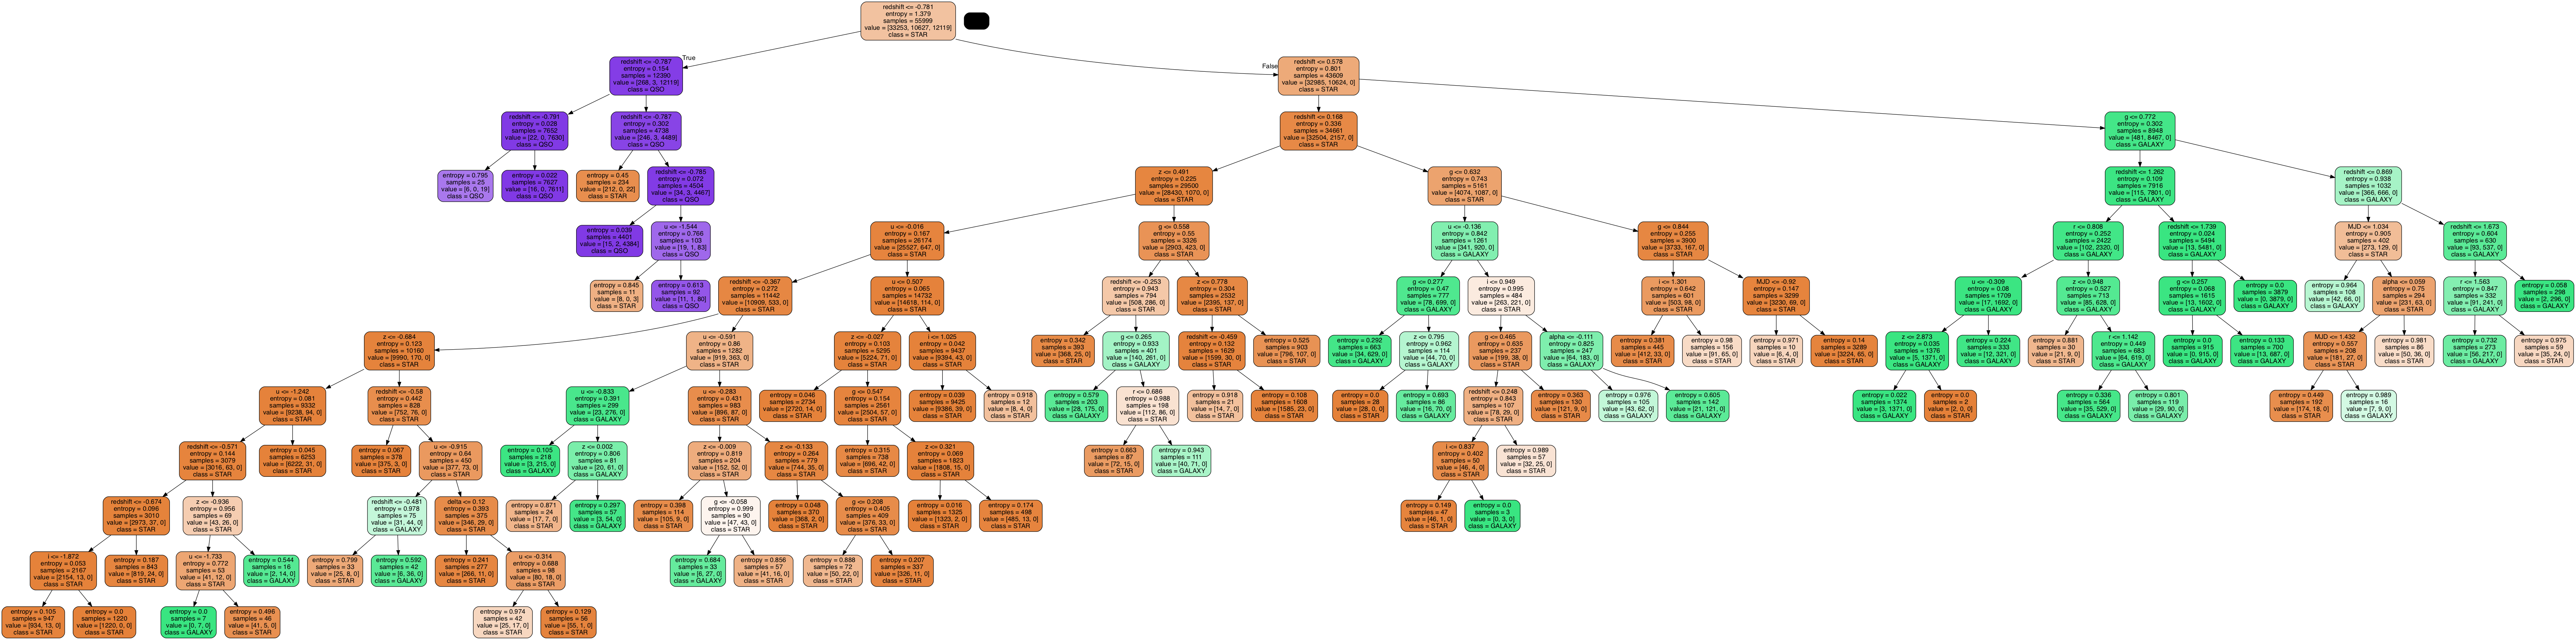 redshift <= -0.781
entropy = 1.379
samples = 55999
value = [33253, 10627, 12119]
class = STAR
True
False
redshift <= -0.787
entropy = 0.154
samples = 12390
value = [268, 3, 12119]
class = QSO
redshift <= 0.578
entropy = 0.801
samples = 43609
value = [32985, 10624, 0]
class = STAR
redshift <= -0.791
entropy = 0.028
samples = 7652
value = [22, 0, 7630]
class = QSO
redshift <= -0.787
entropy = 0.302
samples = 4738
value = [246, 3, 4489]
class = QSO
redshift <= 0.168
entropy = 0.336
samples = 34661
value = [32504, 2157, 0]
class = STAR
g <= 0.772
entropy = 0.302
samples = 8948
value = [481, 8467, 0]
class = GALAXY
entropy = 0.795
samples = 25
value = [6, 0, 19]
class = QSO
entropy = 0.022
samples = 7627
value = [16, 0, 7611]
class = QSO
entropy = 0.45
samples = 234
value = [212, 0, 22]
class = STAR
redshift <= -0.785
entropy = 0.072
samples = 4504
value = [34, 3, 4467]
class = QSO
z <= 0.491
entropy = 0.225
samples = 29500
value = [28430, 1070, 0]
class = STAR
g <= 0.632
entropy = 0.743
samples = 5161
value = [4074, 1087, 0]
class = STAR
redshift <= 1.262
entropy = 0.109
samples = 7916
value = [115, 7801, 0]
class = GALAXY
redshift <= 0.869
entropy = 0.938
samples = 1032
value = [366, 666, 0]
class = GALAXY
entropy = 0.039
samples = 4401
value = [15, 2, 4384]
class = QSO
u <= -1.544
entropy = 0.766
samples = 103
value = [19, 1, 83]
class = QSO
u <= -0.016
entropy = 0.167
samples = 26174
value = [25527, 647, 0]
class = STAR
g <= 0.558
entropy = 0.55
samples = 3326
value = [2903, 423, 0]
class = STAR
u <= -0.136
entropy = 0.842
samples = 1261
value = [341, 920, 0]
class = GALAXY
g <= 0.844
entropy = 0.255
samples = 3900
value = [3733, 167, 0]
class = STAR
r <= 0.808
entropy = 0.252
samples = 2422
value = [102, 2320, 0]
class = GALAXY
redshift <= 1.739
entropy = 0.024
samples = 5494
value = [13, 5481, 0]
class = GALAXY
MJD <= 1.034
entropy = 0.905
samples = 402
value = [273, 129, 0]
class = STAR
redshift <= 1.673
entropy = 0.604
samples = 630
value = [93, 537, 0]
class = GALAXY
entropy = 0.845
samples = 11
value = [8, 0, 3]
class = STAR
entropy = 0.613
samples = 92
value = [11, 1, 80]
class = QSO
redshift <= -0.367
entropy = 0.272
samples = 11442
value = [10909, 533, 0]
class = STAR
u <= 0.507
entropy = 0.065
samples = 14732
value = [14618, 114, 0]
class = STAR
redshift <= -0.253
entropy = 0.943
samples = 794
value = [508, 286, 0]
class = STAR
z <= 0.778
entropy = 0.304
samples = 2532
value = [2395, 137, 0]
class = STAR
g <= 0.277
entropy = 0.47
samples = 777
value = [78, 699, 0]
class = GALAXY
i <= 0.949
entropy = 0.995
samples = 484
value = [263, 221, 0]
class = STAR
i <= 1.301
entropy = 0.642
samples = 601
value = [503, 98, 0]
class = STAR
MJD <= -0.92
entropy = 0.147
samples = 3299
value = [3230, 69, 0]
class = STAR
u <= -0.309
entropy = 0.08
samples = 1709
value = [17, 1692, 0]
class = GALAXY
z <= 0.948
entropy = 0.527
samples = 713
value = [85, 628, 0]
class = GALAXY
g <= 0.257
entropy = 0.068
samples = 1615
value = [13, 1602, 0]
class = GALAXY
entropy = 0.0
samples = 3879
value = [0, 3879, 0]
class = GALAXY
entropy = 0.964
samples = 108
value = [42, 66, 0]
class = GALAXY
alpha <= 0.059
entropy = 0.75
samples = 294
value = [231, 63, 0]
class = STAR
r <= 1.563
entropy = 0.847
samples = 332
value = [91, 241, 0]
class = GALAXY
entropy = 0.058
samples = 298
value = [2, 296, 0]
class = GALAXY
z <= -0.684
entropy = 0.123
samples = 10160
value = [9990, 170, 0]
class = STAR
u <= -0.591
entropy = 0.86
samples = 1282
value = [919, 363, 0]
class = STAR
z <= -0.027
entropy = 0.103
samples = 5295
value = [5224, 71, 0]
class = STAR
i <= 1.025
entropy = 0.042
samples = 9437
value = [9394, 43, 0]
class = STAR
entropy = 0.342
samples = 393
value = [368, 25, 0]
class = STAR
g <= 0.265
entropy = 0.933
samples = 401
value = [140, 261, 0]
class = GALAXY
redshift <= -0.459
entropy = 0.132
samples = 1629
value = [1599, 30, 0]
class = STAR
entropy = 0.525
samples = 903
value = [796, 107, 0]
class = STAR
entropy = 0.292
samples = 663
value = [34, 629, 0]
class = GALAXY
z <= 0.795
entropy = 0.962
samples = 114
value = [44, 70, 0]
class = GALAXY
g <= 0.465
entropy = 0.635
samples = 237
value = [199, 38, 0]
class = STAR
alpha <= -0.111
entropy = 0.825
samples = 247
value = [64, 183, 0]
class = GALAXY
entropy = 0.381
samples = 445
value = [412, 33, 0]
class = STAR
entropy = 0.98
samples = 156
value = [91, 65, 0]
class = STAR
entropy = 0.971
samples = 10
value = [6, 4, 0]
class = STAR
entropy = 0.14
samples = 3289
value = [3224, 65, 0]
class = STAR
z <= 2.873
entropy = 0.035
samples = 1376
value = [5, 1371, 0]
class = GALAXY
entropy = 0.224
samples = 333
value = [12, 321, 0]
class = GALAXY
entropy = 0.881
samples = 30
value = [21, 9, 0]
class = STAR
r <= 1.142
entropy = 0.449
samples = 683
value = [64, 619, 0]
class = GALAXY
entropy = 0.0
samples = 915
value = [0, 915, 0]
class = GALAXY
entropy = 0.133
samples = 700
value = [13, 687, 0]
class = GALAXY
MJD <= 1.432
entropy = 0.557
samples = 208
value = [181, 27, 0]
class = STAR
entropy = 0.981
samples = 86
value = [50, 36, 0]
class = STAR
entropy = 0.732
samples = 273
value = [56, 217, 0]
class = GALAXY
entropy = 0.975
samples = 59
value = [35, 24, 0]
class = STAR
u <= -1.242
entropy = 0.081
samples = 9332
value = [9238, 94, 0]
class = STAR
redshift <= -0.58
entropy = 0.442
samples = 828
value = [752, 76, 0]
class = STAR
u <= -0.833
entropy = 0.391
samples = 299
value = [23, 276, 0]
class = GALAXY
u <= -0.283
entropy = 0.431
samples = 983
value = [896, 87, 0]
class = STAR
entropy = 0.046
samples = 2734
value = [2720, 14, 0]
class = STAR
g <= 0.547
entropy = 0.154
samples = 2561
value = [2504, 57, 0]
class = STAR
entropy = 0.039
samples = 9425
value = [9386, 39, 0]
class = STAR
entropy = 0.918
samples = 12
value = [8, 4, 0]
class = STAR
entropy = 0.579
samples = 203
value = [28, 175, 0]
class = GALAXY
r <= 0.686
entropy = 0.988
samples = 198
value = [112, 86, 0]
class = STAR
entropy = 0.918
samples = 21
value = [14, 7, 0]
class = STAR
entropy = 0.108
samples = 1608
value = [1585, 23, 0]
class = STAR
entropy = 0.0
samples = 28
value = [28, 0, 0]
class = STAR
entropy = 0.693
samples = 86
value = [16, 70, 0]
class = GALAXY
redshift <= 0.248
entropy = 0.843
samples = 107
value = [78, 29, 0]
class = STAR
entropy = 0.363
samples = 130
value = [121, 9, 0]
class = STAR
entropy = 0.976
samples = 105
value = [43, 62, 0]
class = GALAXY
entropy = 0.605
samples = 142
value = [21, 121, 0]
class = GALAXY
entropy = 0.022
samples = 1374
value = [3, 1371, 0]
class = GALAXY
entropy = 0.0
samples = 2
value = [2, 0, 0]
class = STAR
entropy = 0.338
samples = 564
value = [35, 529, 0]
class = GALAXY
entropy = 0.801
samples = 119
value = [29, 90, 0]
class = GALAXY
entropy = 0.449
samples = 192
value = [174, 18, 0]
class = STAR
entropy = 0.989
samples = 16
value = [7, 9, 0]
class = GALAXY
redshift <= -0.571
entropy = 0.144
samples = 3079
value = [3016, 63, 0]
class = STAR
entropy = 0.045
samples = 6253
value = [6222, 31, 0]
class = STAR
entropy = 0.067
samples = 378
value = [375, 3, 0]
class = STAR
u <= -0.915
entropy = 0.64
samples = 450
value = [377, 73, 0]
class = STAR
entropy = 0.105
samples = 218
value = [3, 215, 0]
class = GALAXY
z <= 0.002
entropy = 0.806
samples = 81
value = [20, 61, 0]
class = GALAXY
z <= -0.009
entropy = 0.819
samples = 204
value = [152, 52, 0]
class = STAR
z <= -0.133
entropy = 0.264
samples = 779
value = [744, 35, 0]
class = STAR
entropy = 0.315
samples = 738
value = [696, 42, 0]
class = STAR
z <= 0.321
entropy = 0.069
samples = 1823
value = [1808, 15, 0]
class = STAR
entropy = 0.663
samples = 87
value = [72, 15, 0]
class = STAR
entropy = 0.943
samples = 111
value = [40, 71, 0]
class = GALAXY
i <= 0.837
entropy = 0.402
samples = 50
value = [46, 4, 0]
class = STAR
entropy = 0.989
samples = 57
value = [32, 25, 0]
class = STAR
redshift <= -0.674
entropy = 0.096
samples = 3010
value = [2973, 37, 0]
class = STAR
z <= -0.936
entropy = 0.956
samples = 69
value = [43, 26, 0]
class = STAR
redshift <= -0.481
entropy = 0.978
samples = 75
value = [31, 44, 0]
class = GALAXY
delta <= 0.12
entropy = 0.393
samples = 375
value = [346, 29, 0]
class = STAR
entropy = 0.871
samples = 24
value = [17, 7, 0]
class = STAR
entropy = 0.297
samples = 57
value = [3, 54, 0]
class = GALAXY
entropy = 0.398
samples = 114
value = [105, 9, 0]
class = STAR
g <= -0.058
entropy = 0.999
samples = 90
value = [47, 43, 0]
class = STAR
entropy = 0.048
samples = 370
value = [368, 2, 0]
class = STAR
g <= 0.208
entropy = 0.405
samples = 409
value = [376, 33, 0]
class = STAR
entropy = 0.016
samples = 1325
value = [1323, 2, 0]
class = STAR
entropy = 0.174
samples = 498
value = [485, 13, 0]
class = STAR
entropy = 0.149
samples = 47
value = [46, 1, 0]
class = STAR
entropy = 0.0
samples = 3
value = [0, 3, 0]
class = GALAXY
i <= -1.872
entropy = 0.053
samples = 2167
value = [2154, 13, 0]
class = STAR
entropy = 0.187
samples = 843
value = [819, 24, 0]
class = STAR
u <= -1.733
entropy = 0.772
samples = 53
value = [41, 12, 0]
class = STAR
entropy = 0.544
samples = 16
value = [2, 14, 0]
class = GALAXY
entropy = 0.799
samples = 33
value = [25, 8, 0]
class = STAR
entropy = 0.592
samples = 42
value = [6, 36, 0]
class = GALAXY
entropy = 0.241
samples = 277
value = [266, 11, 0]
class = STAR
u <= -0.314
entropy = 0.688
samples = 98
value = [80, 18, 0]
class = STAR
entropy = 0.684
samples = 33
value = [6, 27, 0]
class = GALAXY
entropy = 0.856
samples = 57
value = [41, 16, 0]
class = STAR
entropy = 0.888
samples = 72
value = [50, 22, 0]
class = STAR
entropy = 0.207
samples = 337
value = [326, 11, 0]
class = STAR
entropy = 0.105
samples = 947
value = [934, 13, 0]
class = STAR
entropy = 0.0
samples = 1220
value = [1220, 0, 0]
class = STAR
entropy = 0.0
samples = 7
value = [0, 7, 0]
class = GALAXY
entropy = 0.496
samples = 46
value = [41, 5, 0]
class = STAR
entropy = 0.974
samples = 42
value = [25, 17, 0]
class = STAR
entropy = 0.129
samples = 56
value = [55, 1, 0]
class = STAR